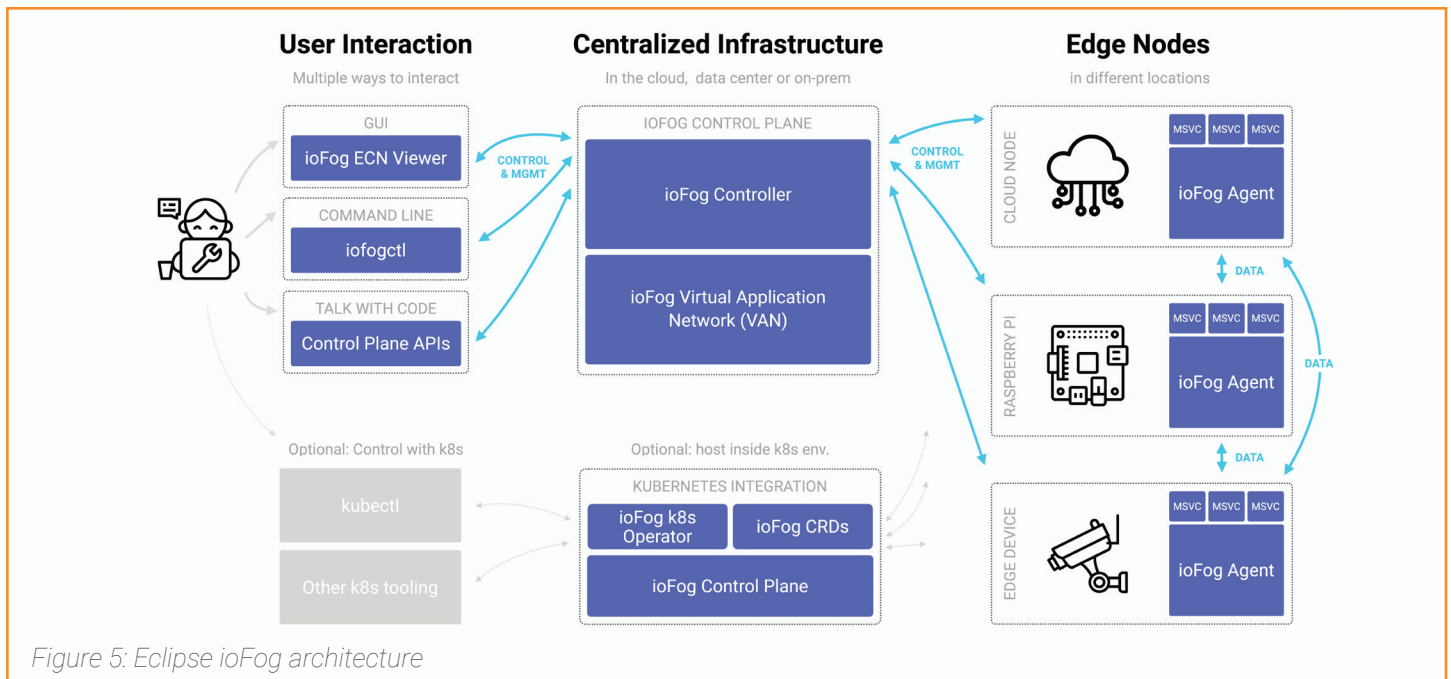 User Interaction
Multiple ways to interact
GUI
ioFog ECN Viewer
COMMAND LINE
iofogctl
TALK WITH CODE
Control Plane APIs
Optional: Control with k8s
kubectl
Other k8s tooling
CONTROL
& MGMT
Centralized Infrastructure
In the cloud, data center or on-prem
IOFOG CONTROL PLANE
ioFog Controller
ioFog Virtual Application
Network (VAN)
Optional: host inside k8s env.
KUBERNETES INTEGRATION
ioFog k8s
Operator
ioFog CRDs
ioFog Control Plane
CONTROL
& MGMT
Edge Nodes
in different locations
CLOUD NODE
MSVC MSVC MSVC
ioFog Agent
DATA
RASPBERRY PI
MSVC MSVC MSVC
ioFog Agent
DATA
DATA
EDGE DEVICE
MSVC MSVC MSVC
ioFog Agent
Figure 5: Eclipse ioFog architecture